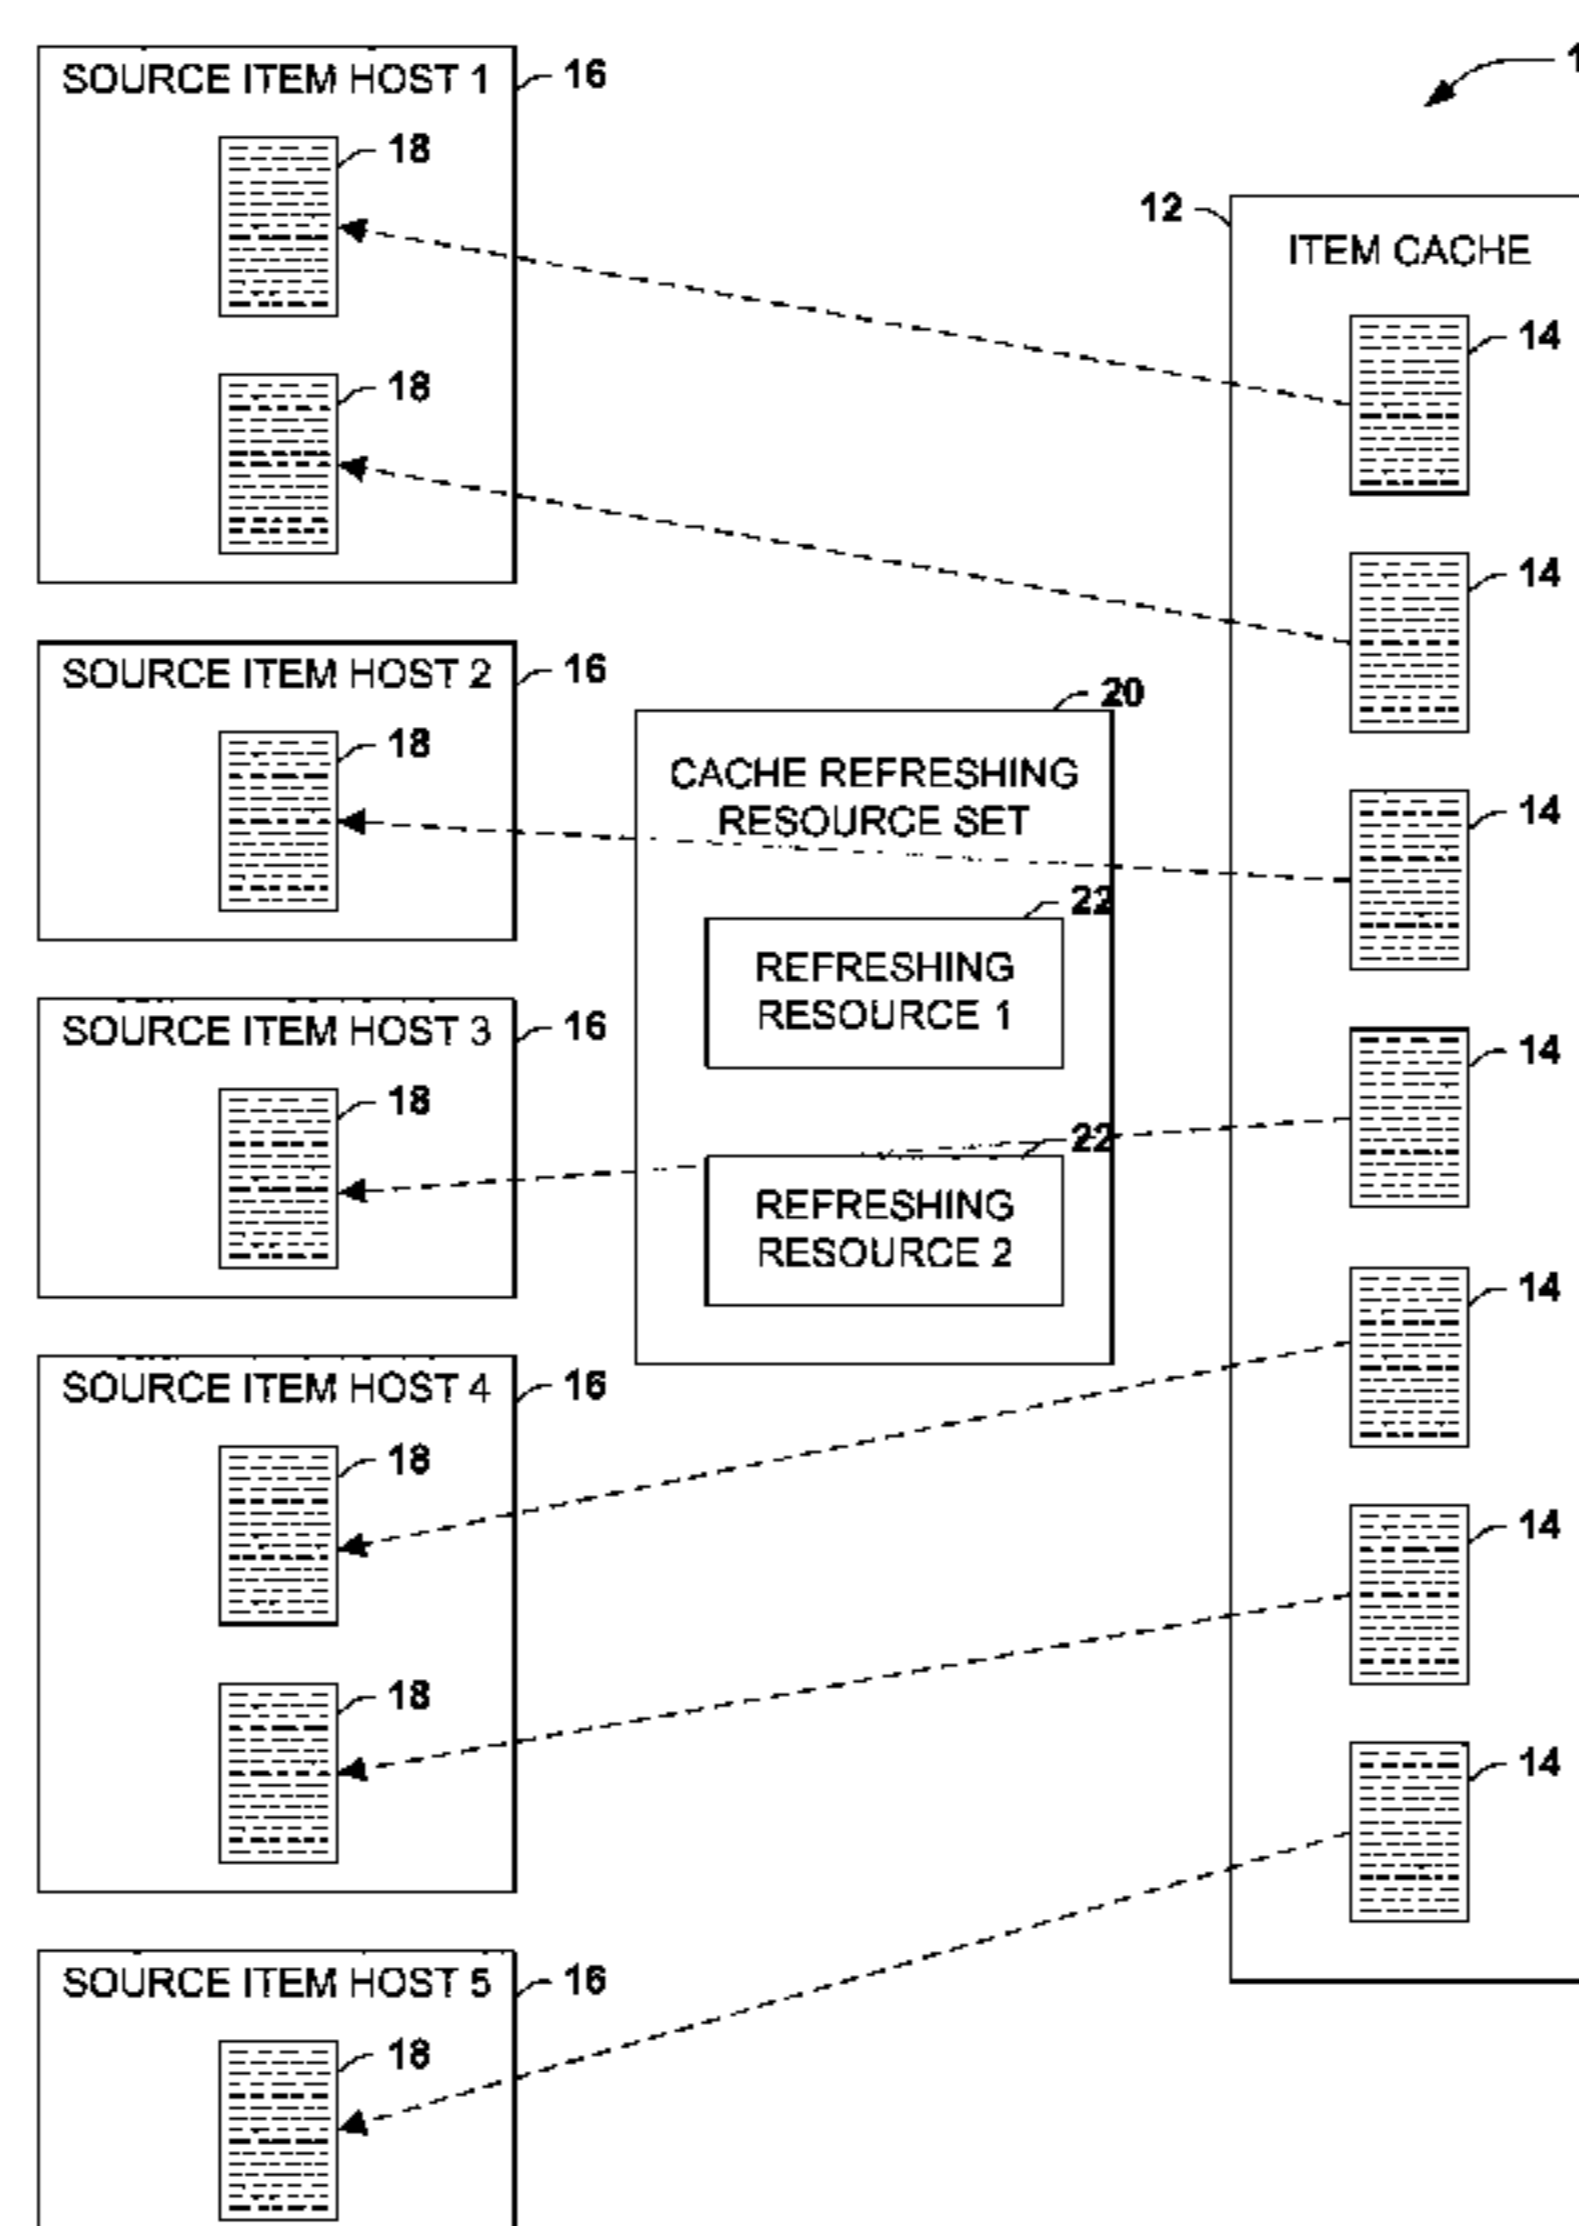 SOURCE ITEM HOST 1
16
18
18
12
ITEM CACHE
14
14
SOURCE ITEM HOST 2
16
18
20
CACHE REFRESHING
RESOURCE SET
14
22
REFRESHING
RESOURCE 1
SOURCE ITEM HOST 3
16
18
14
22
REFRESHING
RESOURCE 2
14
SOURCE ITEM HOST 4
16
18
18
14
14
SOURCE ITEM HOST 5
16
18